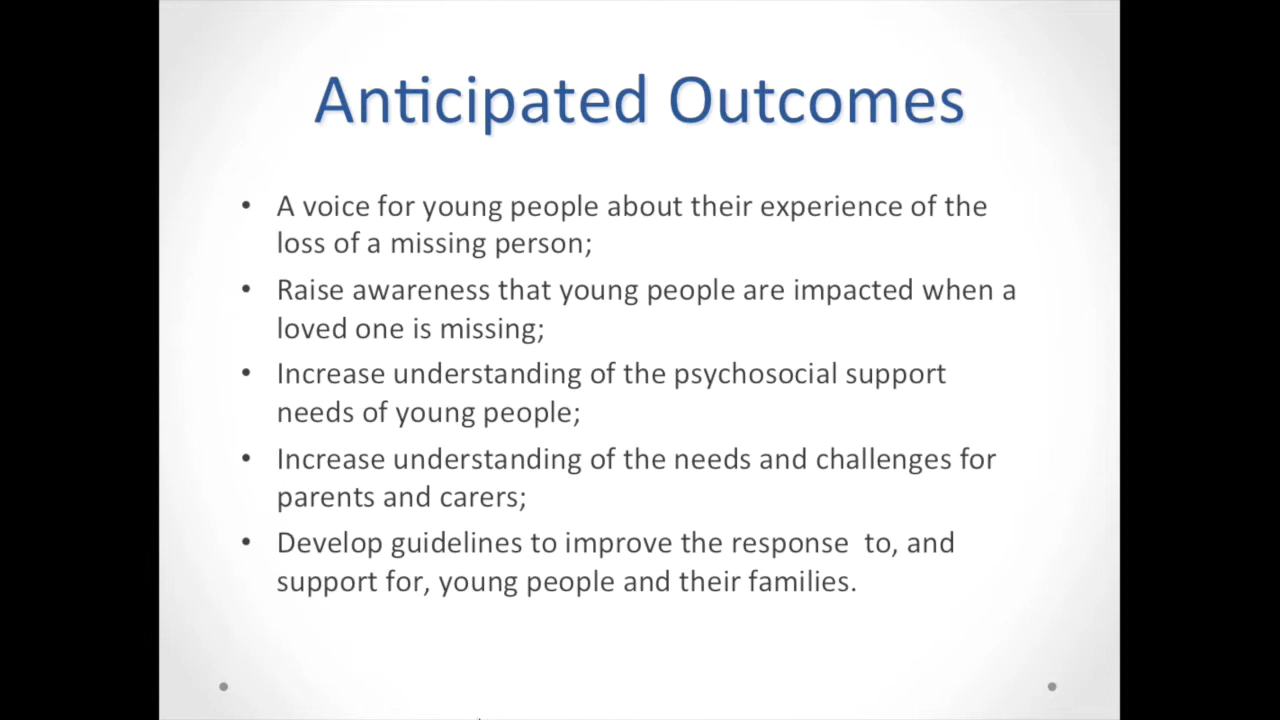 Anticipated Outcomes
• A voice for young people about their experience of the
loss of a missing person;
• Raise awareness that young people are impacted when a
loved one is missing;
• Increase understanding of the psychosocial support
needs of young people;
• Increase understanding of the needs and challenges for
parents and carers;
• Develop guidelines to improve the response  to, and
support for, young people and their families.